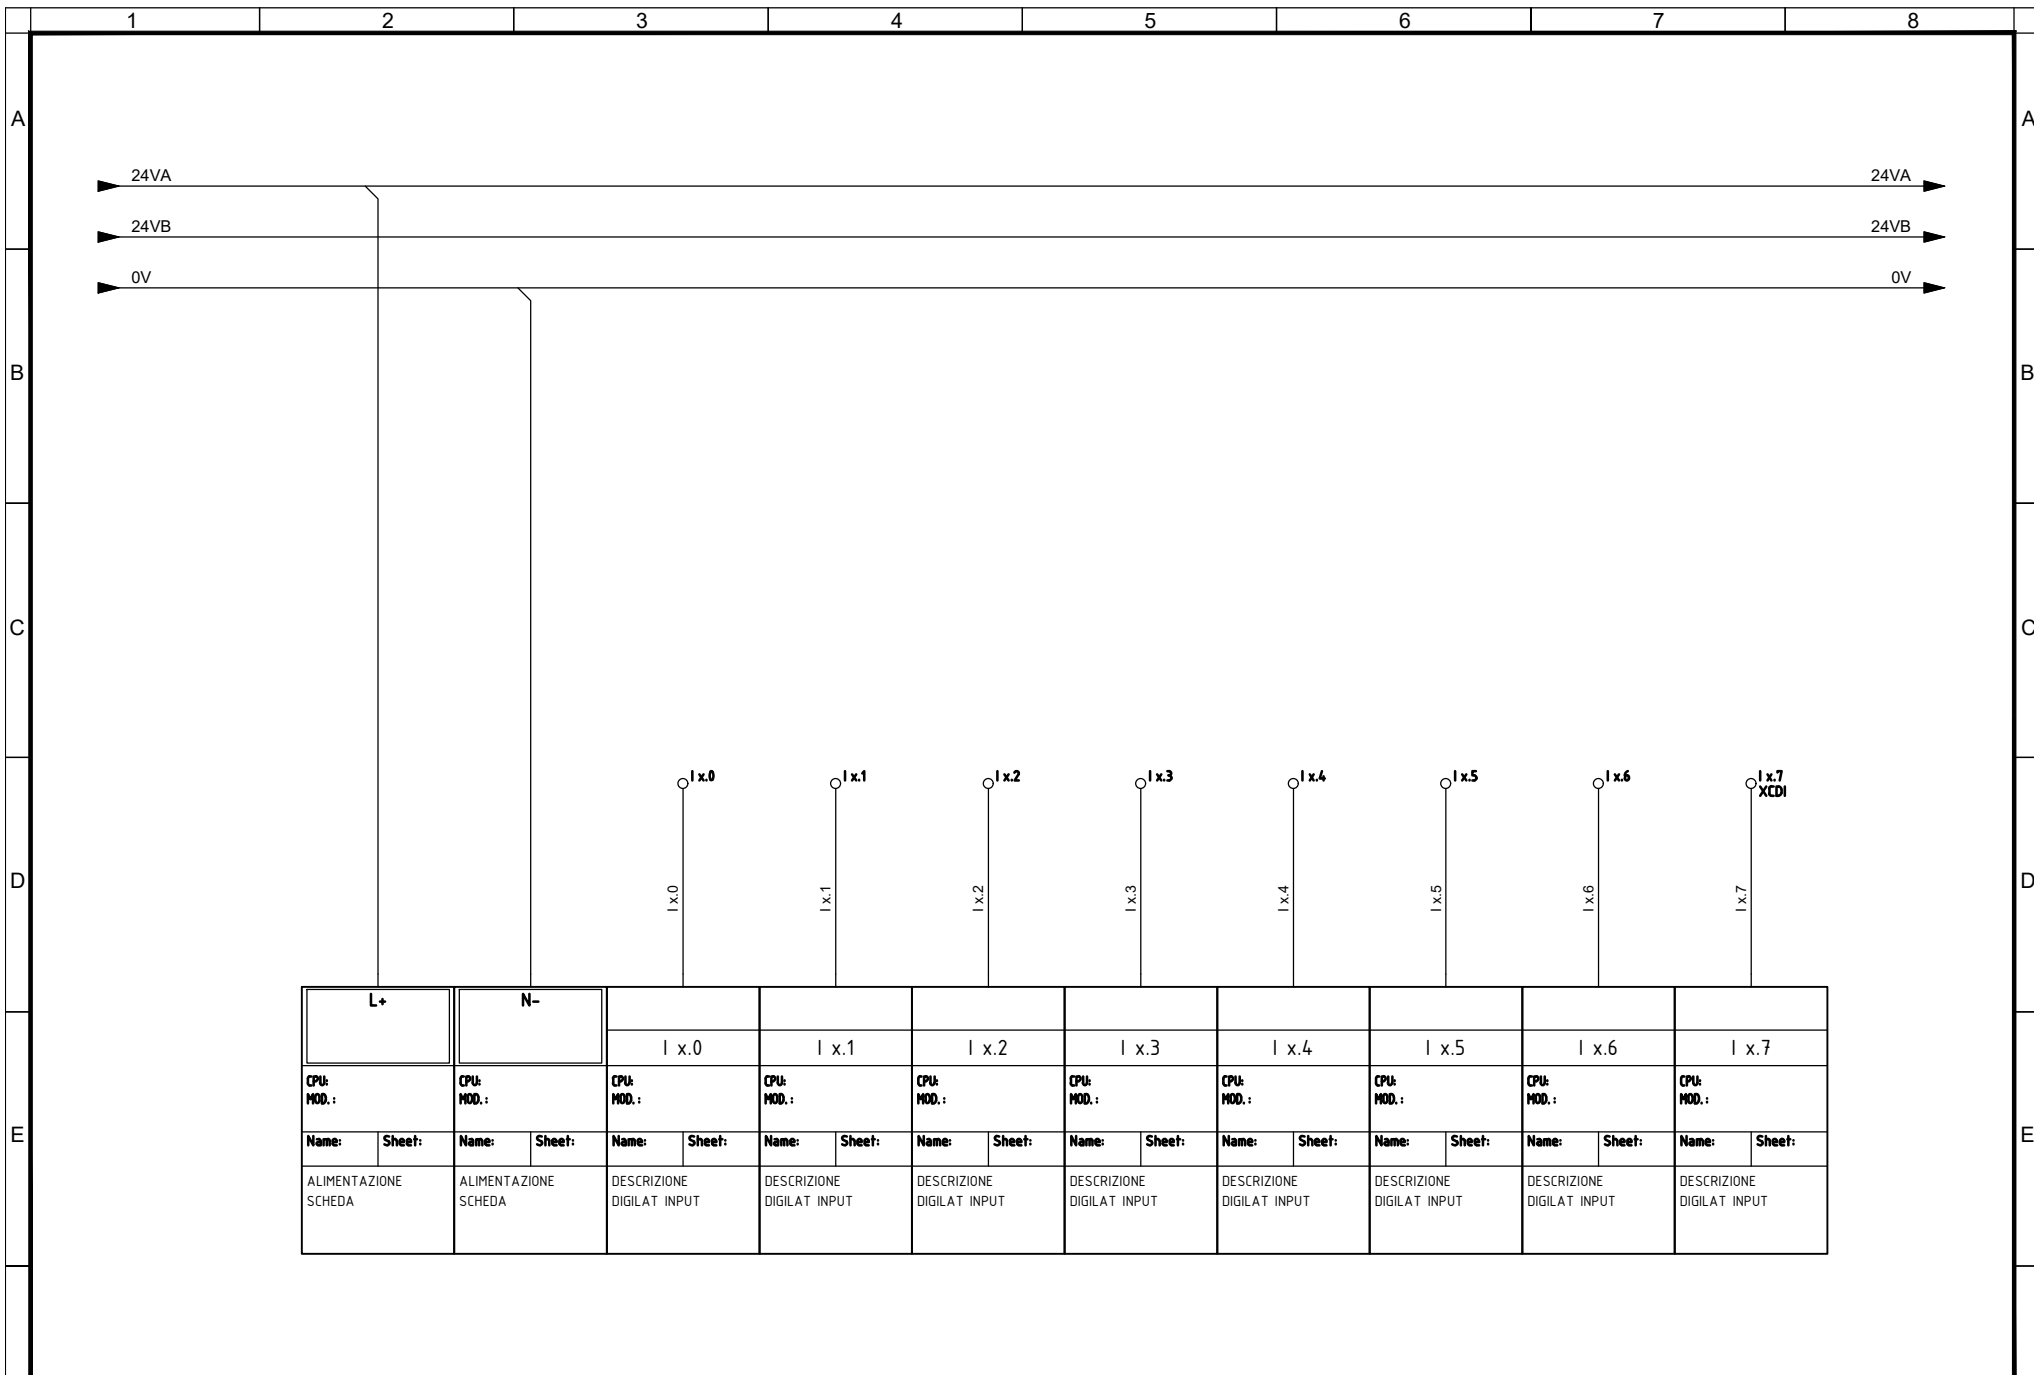 1 2 3 4 5 6 7 8
A A
24VA 24VA
24VB 24VB
0V 0V
B B
C C
I x.0 I x.1 I x.2 I x.3 I x.4 I x.5 I x.6 I x.7
XCDI
D D
I x.0 I x.1 I x.2 I x.3 I x.4 I x.5 I x.6 I x.7
L+ N-
I x.0 I x.1 I x.2 I x.3 I x.4 I x.5 I x.6 I x.7
CPU: CPU: CPU: CPU: CPU: CPU: CPU: CPU: CPU: CPU:
MOD. : MOD. : MOD. : MOD. : MOD. : MOD. : MOD. : MOD. : MOD. : MOD. :
E E
Name: Sheet: Name: Sheet: Name: Sheet: Name: Sheet: Name: Sheet: Name: Sheet: Name: Sheet: Name: Sheet: Name: Sheet: Name: Sheet:
ALIMENTAZIONE ALIMENTAZIONE DESCRIZIONE DESCRIZIONE DESCRIZIONE DESCRIZIONE DESCRIZIONE DESCRIZIONE DESCRIZIONE DESCRIZIONE
SCHEDA SCHEDA DIGILAT INPUT DIGILAT INPUT DIGILAT INPUT DIGILAT INPUT DIGILAT INPUT DIGILAT INPUT DIGILAT INPUT DIGILAT INPUT